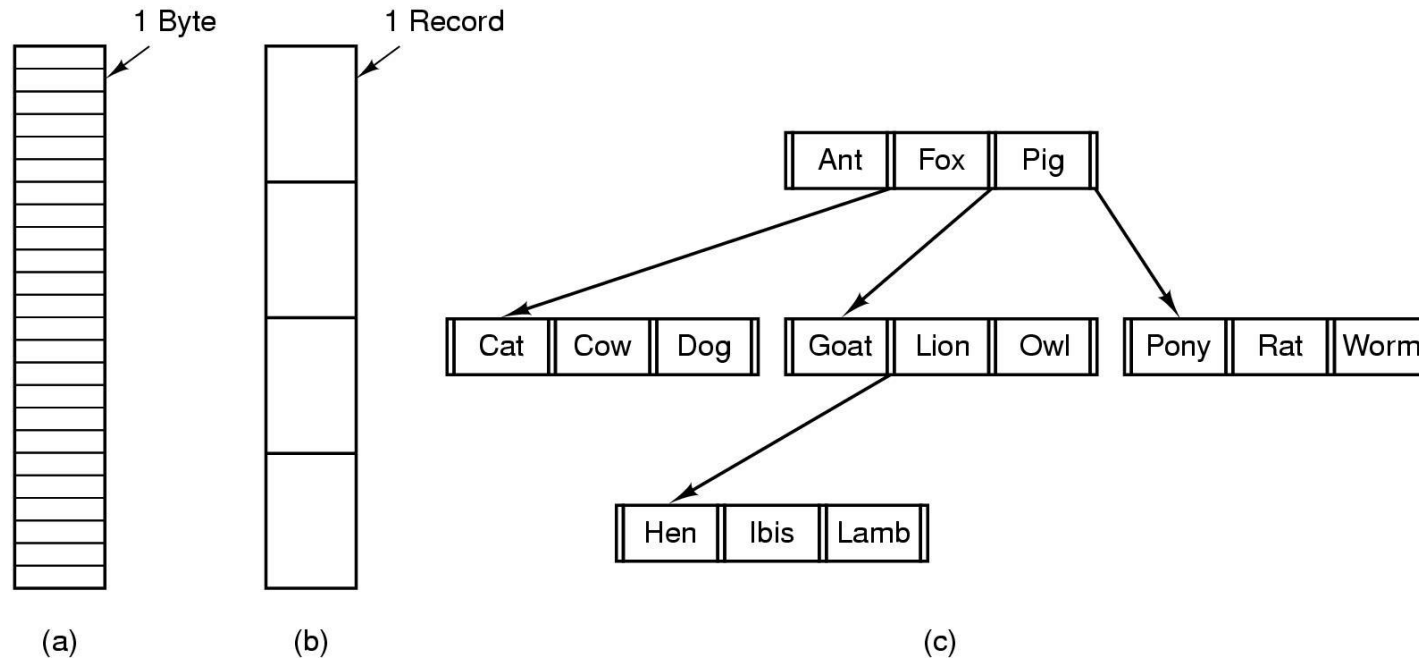 1 Byte
1 Record
Ant Fox Pig
Cat Cow Dog
Goat Lion Owl
Pony Rat Worm
Hen Ibis Lamb
(a)
(b)
(c)